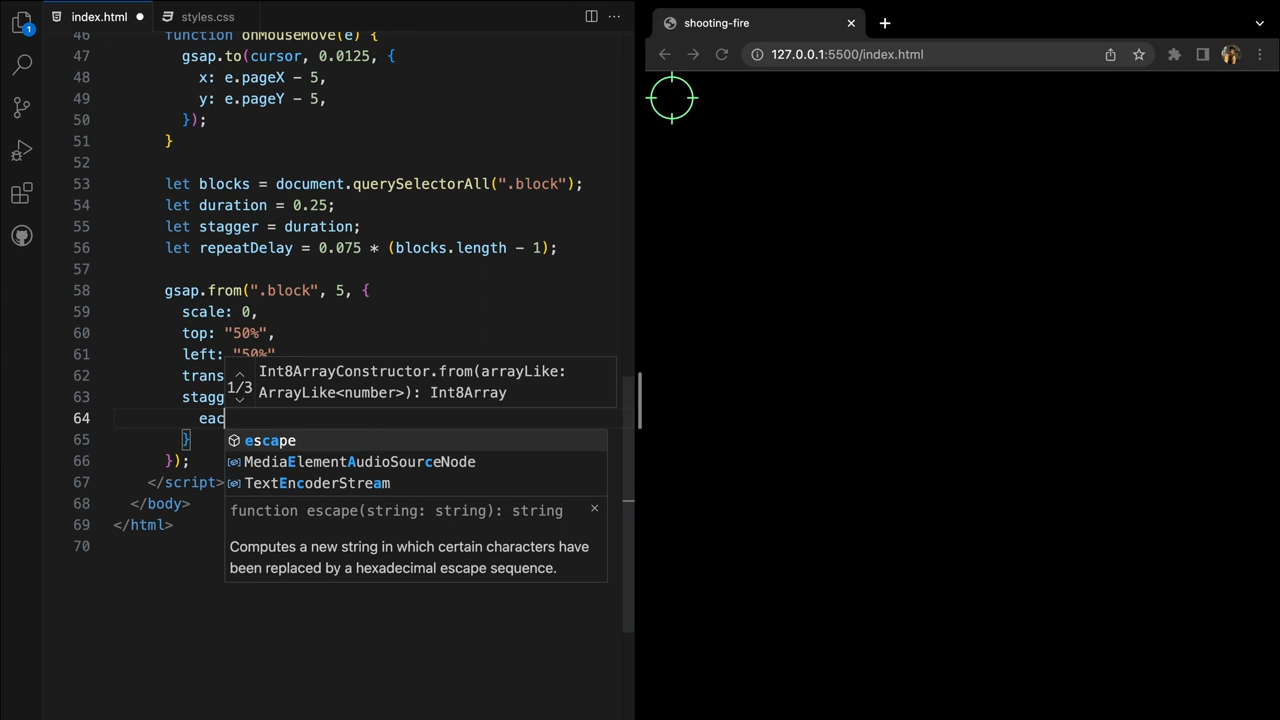 index.html
styles.css
1
46 function onMouseMove(e) {
47 gsap.to(cursor, 0.0125, {
48 x: e.pageX - 5,
49 y: e.pageY - 5,
50 });
51 }
52
53 let blocks = document.querySelectorAll(".block");
54 let duration = 0.25;
55 let stagger = duration;
56 let repeatDelay = 0.075 * (blocks.length - 1);
57
58 gsap.from(".block", 5, {
59 scale: 0,
60 top: "50%",
61 left: "50%"
62 trans
63 stagg
64 eac
65 }
66 });
67 </script>
68 </body>
69 </html>
70
1/3
Int8ArrayConstructor.from(arrayLike:
ArrayLike<number>): Int8Array
escape
MediaElementAudioSourceNode
TextEncoderStream
function escape(string: string): string
Computes a new string in which certain characters have
been replaced by a hexadecimal escape sequence.
shooting-fire
127.0.0.1:5500/index.html